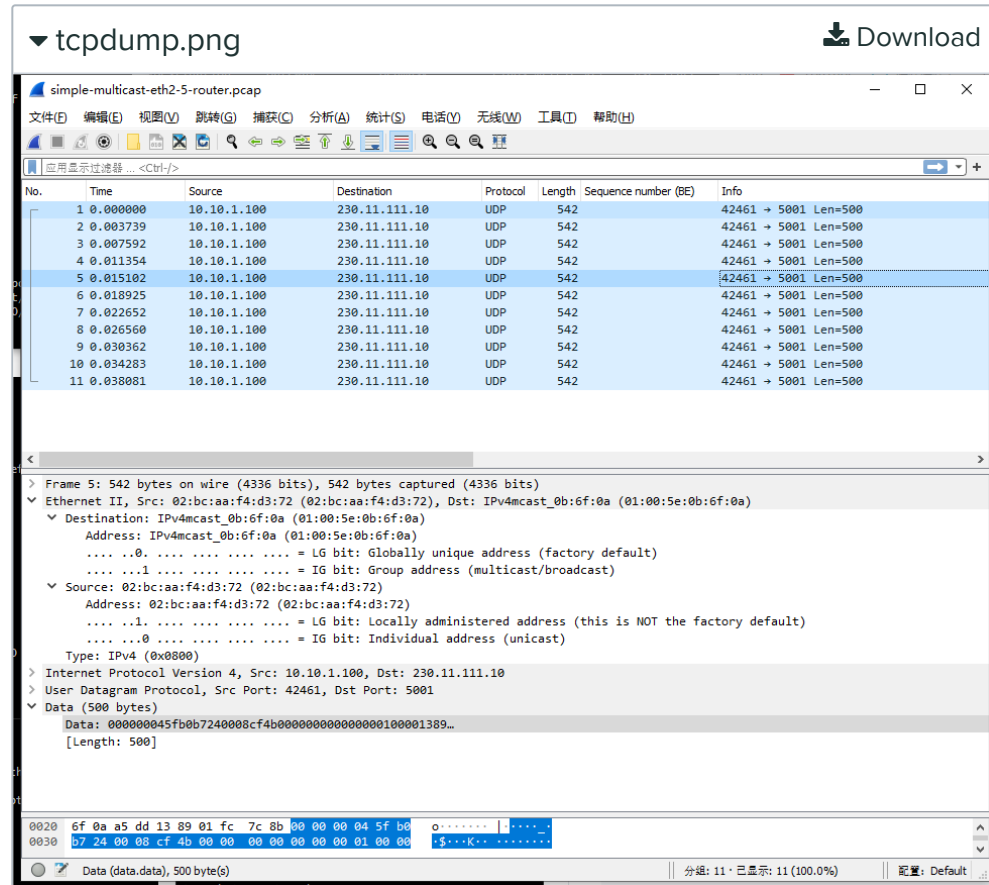 tcpdump.png Download
simple-multicast-eth2-5-router.pcap
文件(F) 编辑(E) 视图(V) 跳转(G) 捕获(C) 分析(A) 统计(S) 电话(Y) 无线(W) 工具(T) 帮助(H)
应用显示过滤器 … <Ctrl-/>
No. Time Source Destination Protocol Length Sequence number (BE) Info
1 0.000000 10.10.1.100 230.11.111.10 UDP 542 42461 → 5001 Len=500
2 0.003739 10.10.1.100 230.11.111.10 UDP 542 42461 → 5001 Len=500
3 0.007592 10.10.1.100 230.11.111.10 UDP 542 42461 → 5001 Len=500
4 0.011354 10.10.1.100 230.11.111.10 UDP 542 42461 → 5001 Len=500
5 0.015102 10.10.1.100 230.11.111.10 UDP 542 42461 → 5001 Len=500
6 0.018925 10.10.1.100 230.11.111.10 UDP 542 42461 → 5001 Len=500
7 0.022652 10.10.1.100 230.11.111.10 UDP 542 42461 → 5001 Len=500
8 0.026560 10.10.1.100 230.11.111.10 UDP 542 42461 → 5001 Len=500
9 0.030362 10.10.1.100 230.11.111.10 UDP 542 42461 → 5001 Len=500
10 0.034283 10.10.1.100 230.11.111.10 UDP 542 42461 → 5001 Len=500
11 0.038081 10.10.1.100 230.11.111.10 UDP 542 42461 → 5001 Len=500
Frame 5: 542 bytes on wire (4336 bits), 542 bytes captured (4336 bits)
Ethernet II, Src: 02:bc:aa:f4:d3:72 (02:bc:aa:f4:d3:72), Dst: IPv4mcast_0b:6f:0a (01:00:5e:0b:6f:0a)
Destination: IPv4mcast_0b:6f:0a (01:00:5e:0b:6f:0a)
Address: IPv4mcast_0b:6f:0a (01:00:5e:0b:6f:0a)
.... ..0. .... .... .... .... = LG bit: Globally unique address (factory default)
.... ...1 .... .... .... .... = IG bit: Group address (multicast/broadcast)
Source: 02:bc:aa:f4:d3:72 (02:bc:aa:f4:d3:72)
Address: 02:bc:aa:f4:d3:72 (02:bc:aa:f4:d3:72)
.... ..1. .... .... .... .... = LG bit: Locally administered address (this is NOT the factory default)
.... ...0 .... .... .... .... = IG bit: Individual address (unicast)
Type: IPv4 (0x0800)
Internet Protocol Version 4, Src: 10.10.1.100, Dst: 230.11.111.10
User Datagram Protocol, Src Port: 42461, Dst Port: 5001
Data (500 bytes)
Data: 000000045fb0b7240008cf4b000000000000000100001389…
[Length: 500]
0020 6f 0a a5 dd 13 89 01 fc 7c 8b 00 00 00 04 5f b0 o······· |·····_·
0030 b7 24 00 08 cf 4b 00 00 00 00 00 00 00 01 00 00 ·$···K·· ········
Data (data.data), 500 byte(s) 分组: 11 · 已显示: 11 (100.0%) 配置: Default